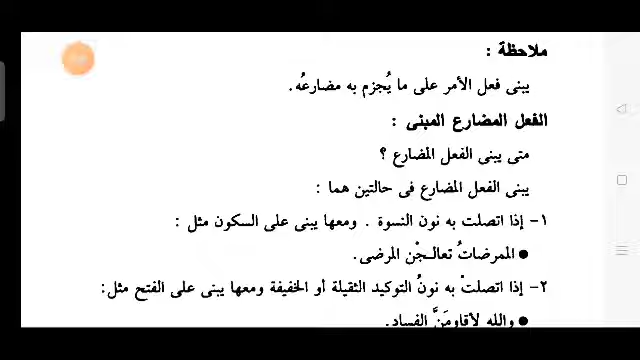 ملاحظة :
يبنى فعل الأمر على ما يُجزم به مضارعُه.
الفعل المضارع المبنى :
متى يبنى الفعل المضارع ؟
يبنى الفعل المضارع فى حالتين هما :
١- إذا اتصلت به نون النسوة . ومعها يبنى على السكون مثل :
● الممرضاتُ تعالـجْن المرضى.
٢- إذا اتصلتْ به نونُ التوكيد الثقيلة أو الخفيفة ومعها يبنى على الفتح مثل:
● والله لأقاومَنَّ الفساد.